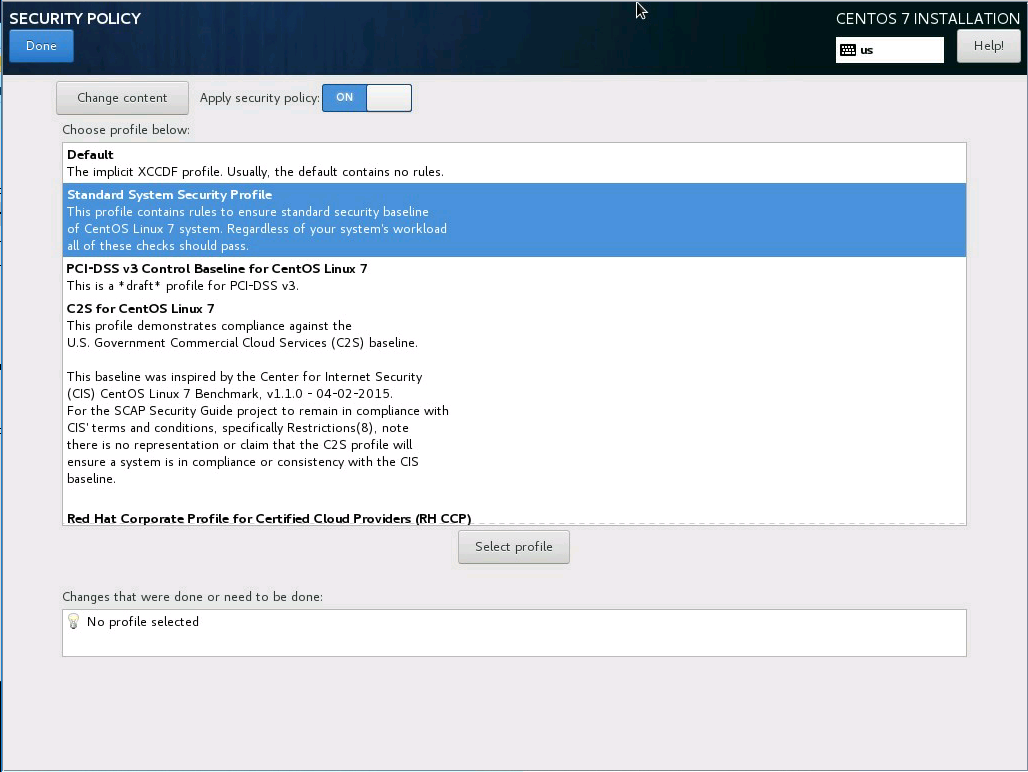 SECURITY POLICY
CENTOS 7 INSTALLATION
Done
us
Help!
Change content
Apply security policy:
ON
Choose profile below:
Default
The implicit XCCDF profile. Usually, the default contains no rules.
Standard System Security Profile
This profile contains rules to ensure standard security baseline
of CentOS Linux 7 system. Regardless of your system's workload
all of these checks should pass.
PCI-DSS v3 Control Baseline for CentOS Linux 7
This is a *draft* profile for PCI-DSS v3.
C2S for CentOS Linux 7
This profile demonstrates compliance against the
U.S. Government Commercial Cloud Services (C2S) baseline.
This baseline was inspired by the Center for Internet Security
(CIS) CentOS Linux 7 Benchmark, v1.1.0 - 04-02-2015.
For the SCAP Security Guide project to remain in compliance with
CIS' terms and conditions, specifically Restrictions(8), note
there is no representation or claim that the C2S profile will
ensure a system is in compliance or consistency with the CIS
baseline.
Red Hat Corporate Profile for Certified Cloud Providers (RH CCP)
Select profile
Changes that were done or need to be done:
No profile selected